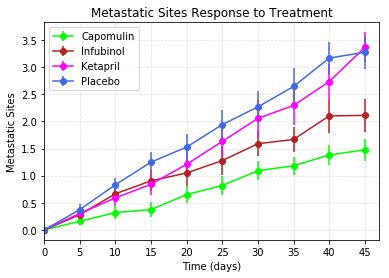 Metastatic Sites Response to Treatment
Capomulin
Infubinol
Ketapril
Placebo
Metastatic Sites
3.5
3.0
2.5
2.0
1.5
1.0
0.5
0.0
0 5 10 15 20 25 30 35 40 45
Time (days)